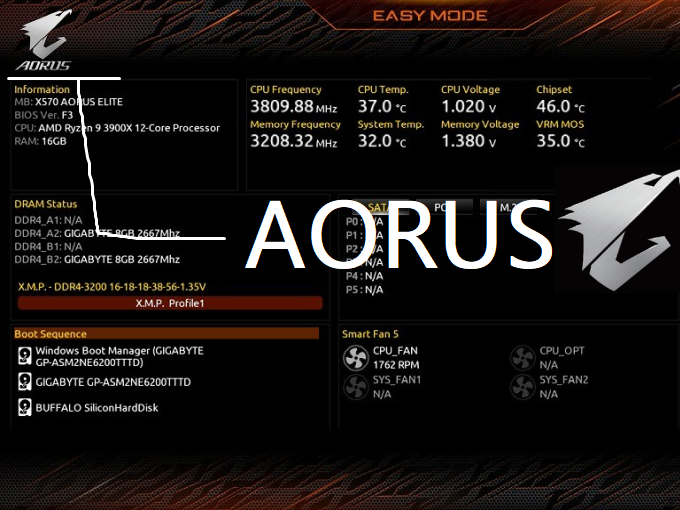 EASY MODE
AORUS
Information
MB: X570 AORUS ELITE
BIOS Ver. F3
CPU: AMD Ryzen 9 3900X 12-Core Processor
RAM: 16GB
CPU Frequency CPU Temp. CPU Voltage Chipset
3809.88 MHz 37.0 °C 1.020 V 46.0 °C
Memory Frequency System Temp. Memory Voltage VRM MOS
3208.32 MHz 32.0 °C 1.380 V 35.0 °C
DRAM Status
DDR4_A1: N/A
DDR4_A2: GIGABYTE 8GB 2667Mhz
DDR4_B1: N/A
DDR4_B2: GIGABYTE 8GB 2667Mhz
X.M.P. - DDR4-3200 16-18-18-38-56-1.35V
X.M.P. Profile1
SATA
P0:
P1:
P2:
P4: N/A
P5: N/A
AORUS
Boot Sequence
Windows Boot Manager (GIGABYTE
GP-ASM2NE6200TTTD)
GIGABYTE GP-ASM2NE6200TTTD
BUFFALO SiliconHardDisk
Smart Fan 5
CPU_FAN
1762 RPM
CPU_OPT
N/A
SYS_FAN1
N/A
SYS_FAN2
N/A